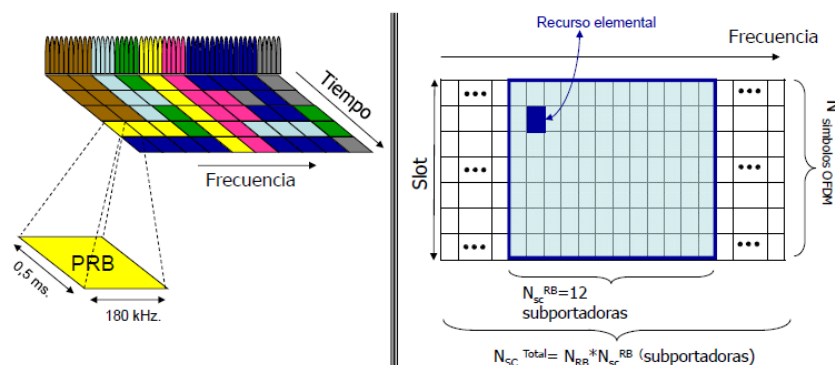 Tiempo
Frecuencia
PRB
0,5 ms.
180 kHz.
Recurso elemental
Frecuencia
Slot
N símbolos OFDM
N_sc^RB=12
subportadoras
N_SC^Total= N_RB*N_sc^RB (subportadoras)